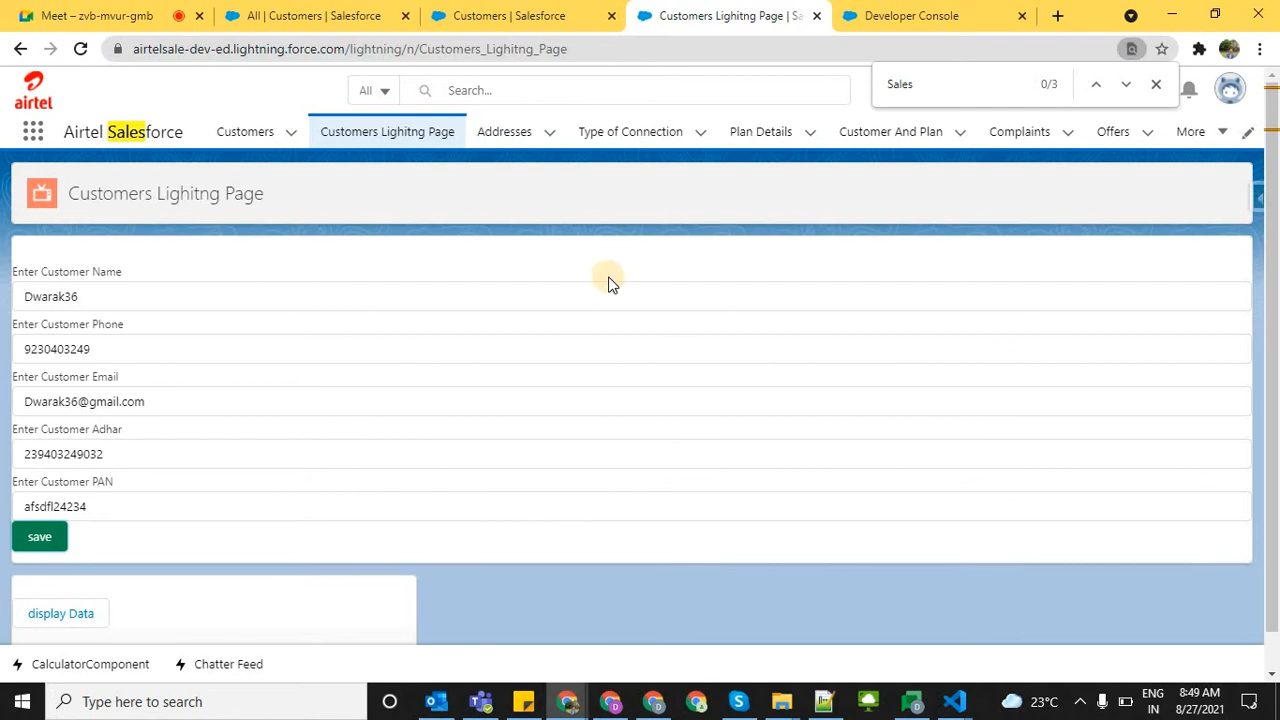 Meet – zvb-mvur-gmb
All | Customers | Salesforce
Customers | Salesforce
Customers Lighitng Page | Sa
Developer Console
airtelsale-dev-ed.lightning.force.com/lightning/n/Customers_Lighitng_Page
airtel
All
Search...
Sales
0/3
Airtel Salesforce
Customers
Customers Lighitng Page
Addresses
Type of Connection
Plan Details
Customer And Plan
Complaints
Offers
More
Customers Lighitng Page
Enter Customer Name
Dwarak36
Enter Customer Phone
9230403249
Enter Customer Email
Dwarak36@gmail.com
Enter Customer Adhar
239403249032
Enter Customer PAN
afsdfl24234
save
display Data
CalculatorComponent
Chatter Feed
Type here to search
23°C
ENG
IN
8:49 AM
8/27/2021